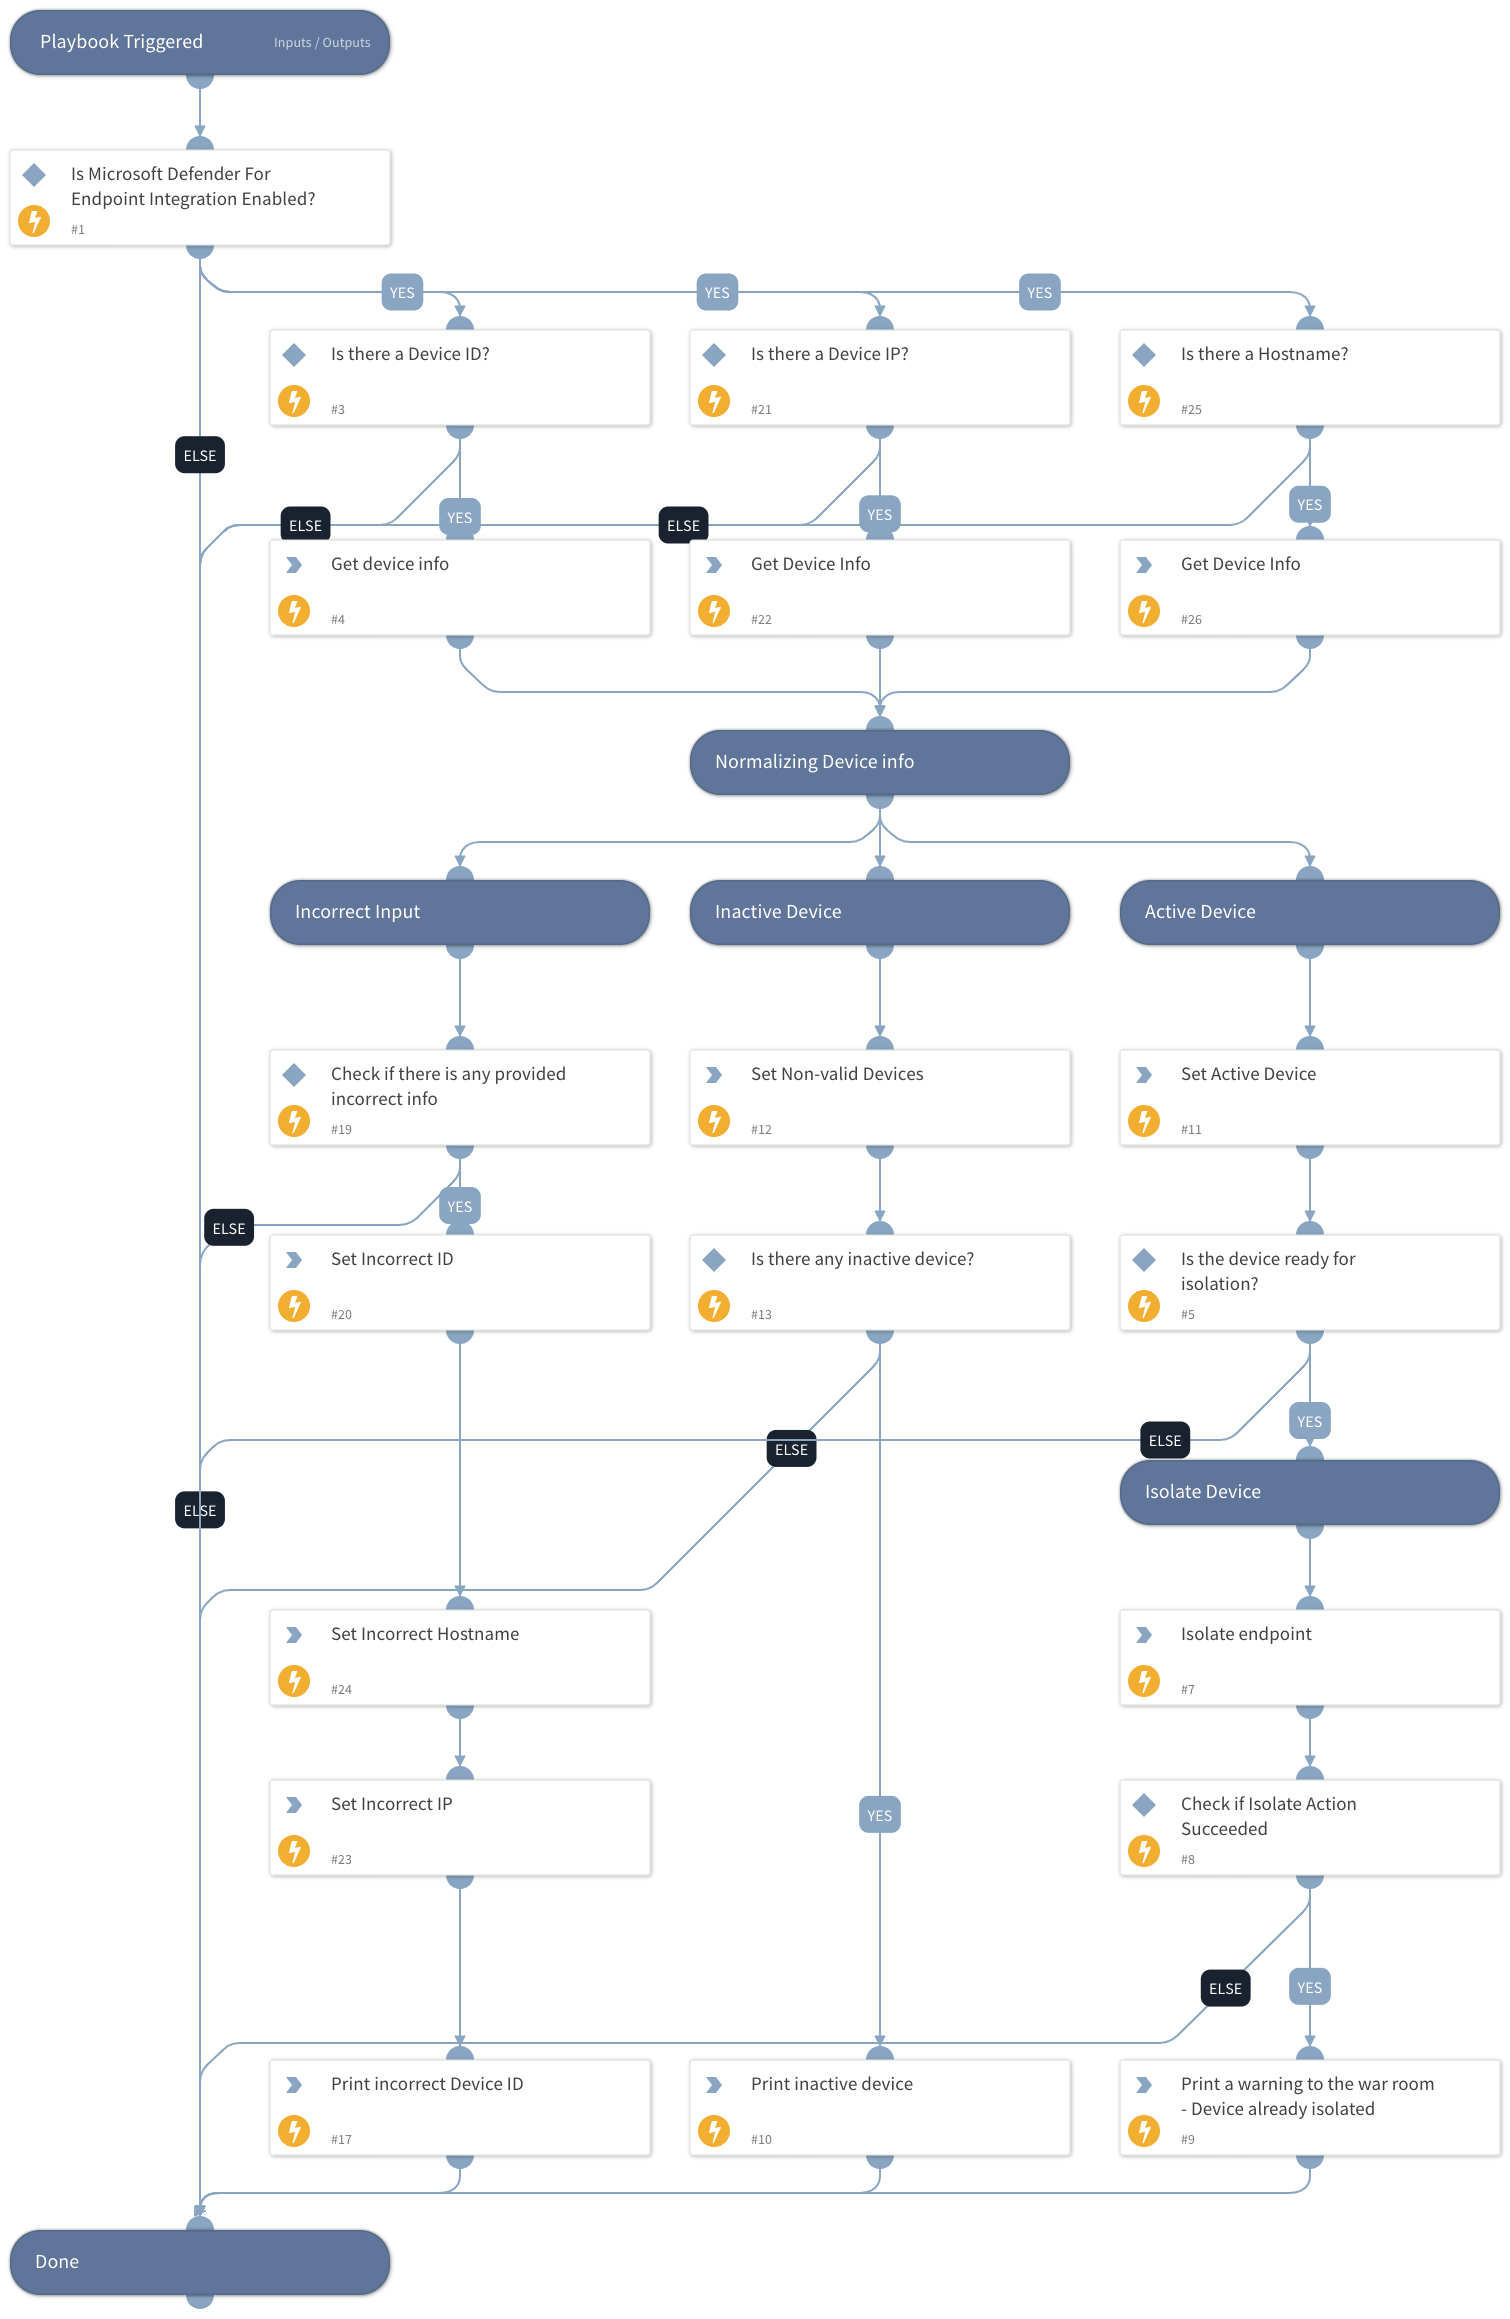 Playbook Triggered
Inputs / Outputs
Is Microsoft Defender For
Endpoint Integration Enabled?
#1
YES
YES
YES
Is there a Device ID?
#3
Is there a Device IP?
#21
Is there a Hostname?
#25
ELSE
ELSE
YES
ELSE
YES
YES
Get device info
#4
Get Device Info
#22
Get Device Info
#26
Normalizing Device info
Incorrect Input
Inactive Device
Active Device
Check if there is any provided
incorrect info
#19
Set Non-valid Devices
#12
Set Active Device
#11
ELSE
YES
Set Incorrect ID
#20
Is there any inactive device?
#13
Is the device ready for
isolation?
#5
ELSE
ELSE
YES
ELSE
Isolate Device
Set Incorrect Hostname
#24
Isolate endpoint
#7
Set Incorrect IP
#23
YES
Check if Isolate Action
Succeeded
#8
ELSE
YES
Print incorrect Device ID
#17
Print inactive device
#10
Print a warning to the war room
- Device already isolated
#9
Done